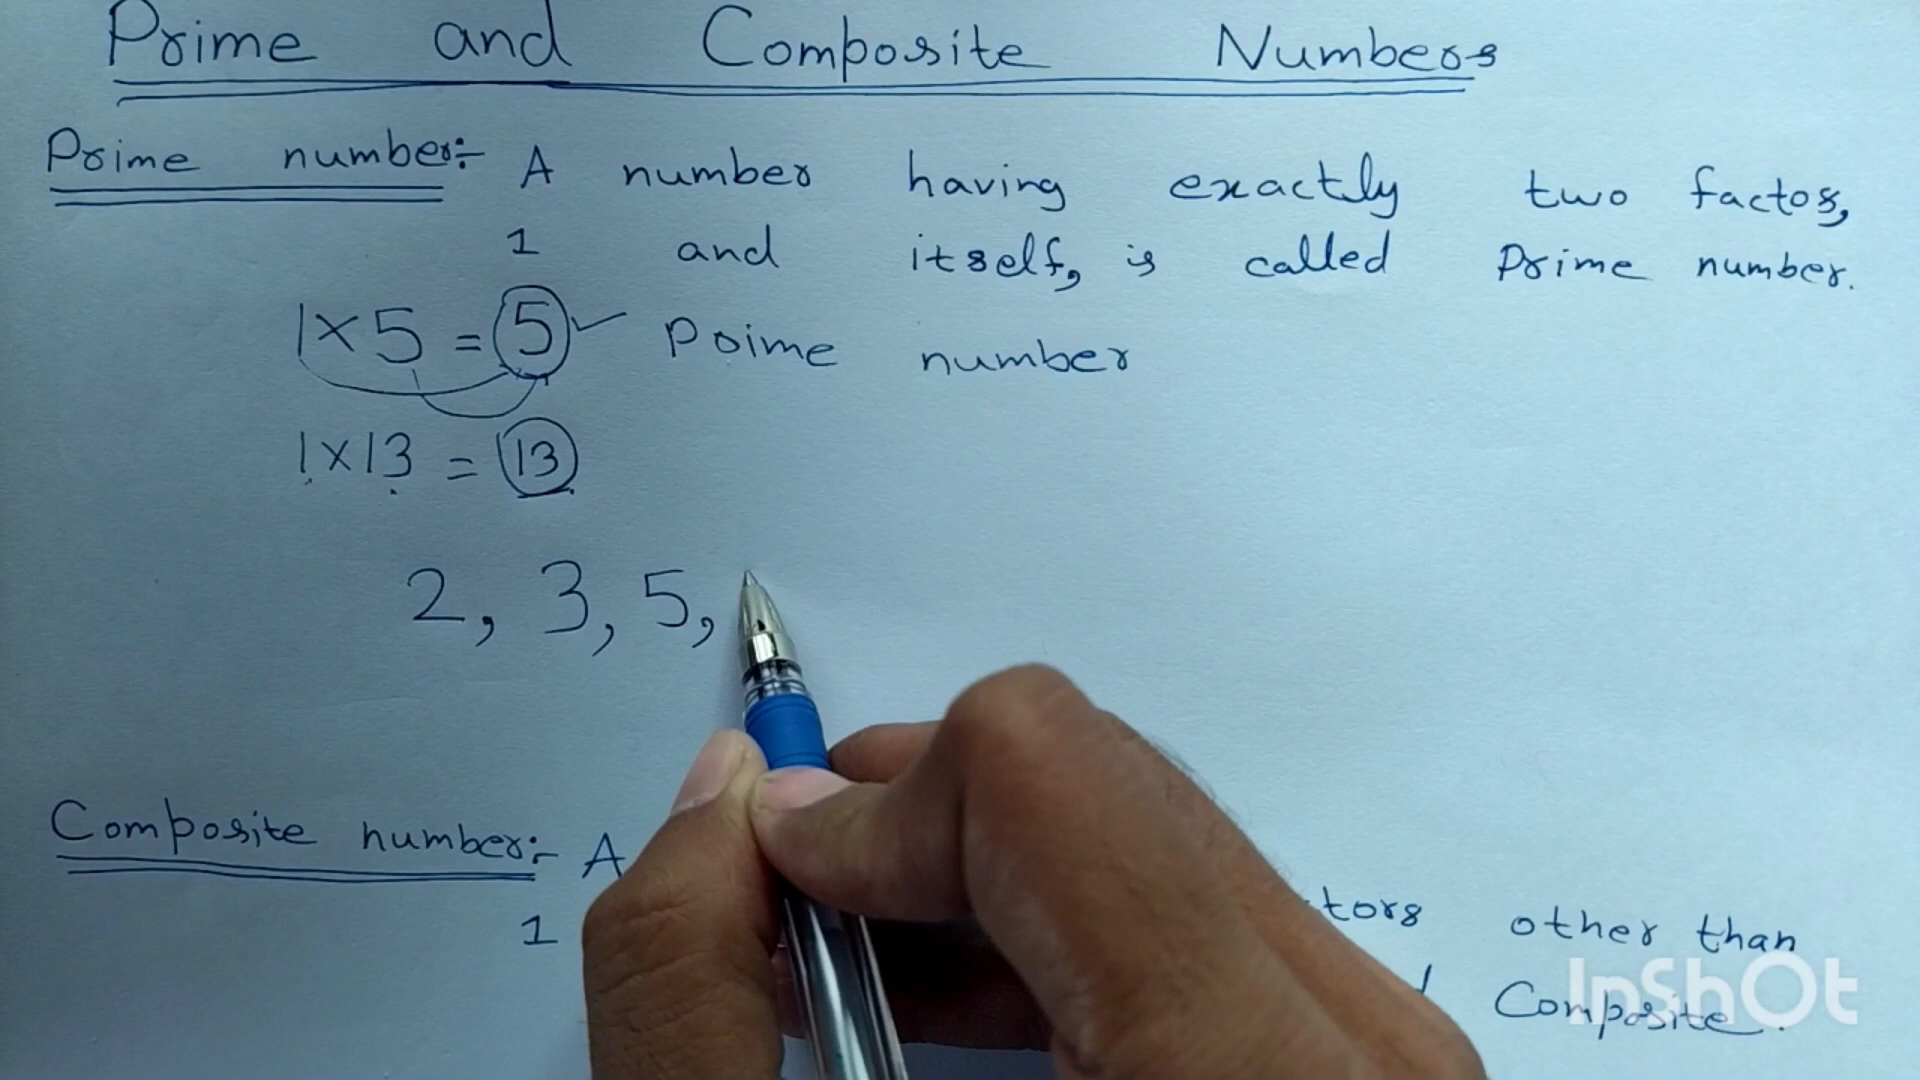 Prime and Composite Numbers
Prime number:- A number having exactly two factors,
1 and itself, is called Prime number.
1×5 = 5 ✓ Prime number
1×13 = 13
2, 3, 5,
Composite number:- A
1 other than
Composite.
InShOt